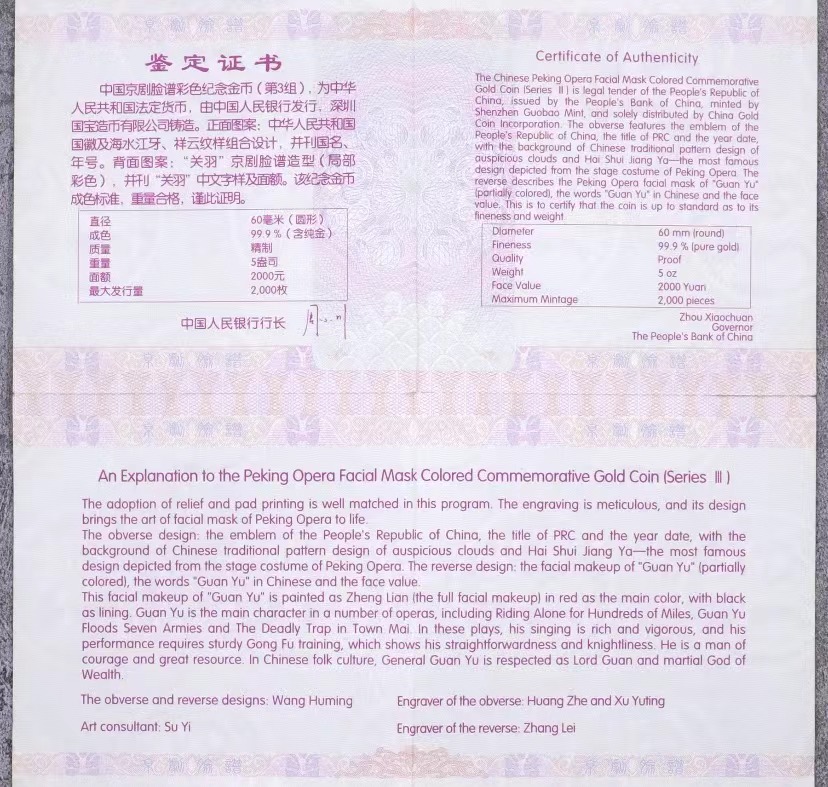 鉴定证书
中国京剧脸谱彩色纪念金币（第3组），为中华
人民共和国法定货币，由中国人民银行发行，深圳
国宝造币有限公司铸造。正面图案：中华人民共和国
国徽及海水江牙、祥云纹样组合设计，并刊国名、
年号。背面图案：“关羽”京剧脸谱造型（局部
彩色），并刊“关羽”中文字样及面额。该纪念金币
成色标准，重量合格，谨此证明。
直径 60毫米（圆形）
成色 99.9％（含纯金）
质量 精制
重量 5盎司
面额 2000元
最大发行量 2,000枚
中国人民银行行长
Certificate of Authenticity
The Chinese Peking Opera Facial Mask Colored Commemorative
Gold Coin (Series Ⅲ) is legal tender of the People's Republic of
China, issued by the People's Bank of China, minted by
Shenzhen Guobao Mint, and solely distributed by China Gold
Coin Incorporation. The obverse features the emblem of the
People's Republic of China, the title of PRC and the year date,
with the background of Chinese traditional pattern design of
auspicious clouds and Hai Shui Jiang Ya—the most famous
design depicted from the stage costume of Peking Opera. The
reverse describes the Peking Opera facial mask of "Guan Yu"
(partially colored), the words "Guan Yu" in Chinese and the face
value. This is to certify that the coin is up to standard as to its
fineness and weight.
Diameter 60 mm (round)
Fineness 99.9 % (pure gold)
Quality Proof
Weight 5 oz
Face Value 2000 Yuan
Maximum Mintage 2,000 pieces
Zhou Xiaochuan
Governor
The People's Bank of China
An Explanation to the Peking Opera Facial Mask Colored Commemorative Gold Coin (Series Ⅲ)
The adoption of relief and pad printing is well matched in this program. The engraving is meticulous, and its design
brings the art of facial mask of Peking Opera to life.
The obverse design: the emblem of the People's Republic of China, the title of PRC and the year date, with the
background of Chinese traditional pattern design of auspicious clouds and Hai Shui Jiang Ya—the most famous
design depicted from the stage costume of Peking Opera. The reverse design: the facial makeup of "Guan Yu" (partially
colored), the words "Guan Yu" in Chinese and the face value.
This facial makeup of "Guan Yu" is painted as Zheng Lian (the full facial makeup) in red as the main color, with black
as lining. Guan Yu is the main character in a number of operas, including Riding Alone for Hundreds of Miles, Guan Yu
Floods Seven Armies and The Deadly Trap in Town Mai. In these plays, his singing is rich and vigorous, and his
performance requires sturdy Gong Fu training, which shows his straightforwardness and knightliness. He is a man of
courage and great resource. In Chinese folk culture, General Guan Yu is respected as Lord Guan and martial God of
Wealth.
The obverse and reverse designs: Wang Huming
Engraver of the obverse: Huang Zhe and Xu Yuting
Art consultant: Su Yi
Engraver of the reverse: Zhang Lei